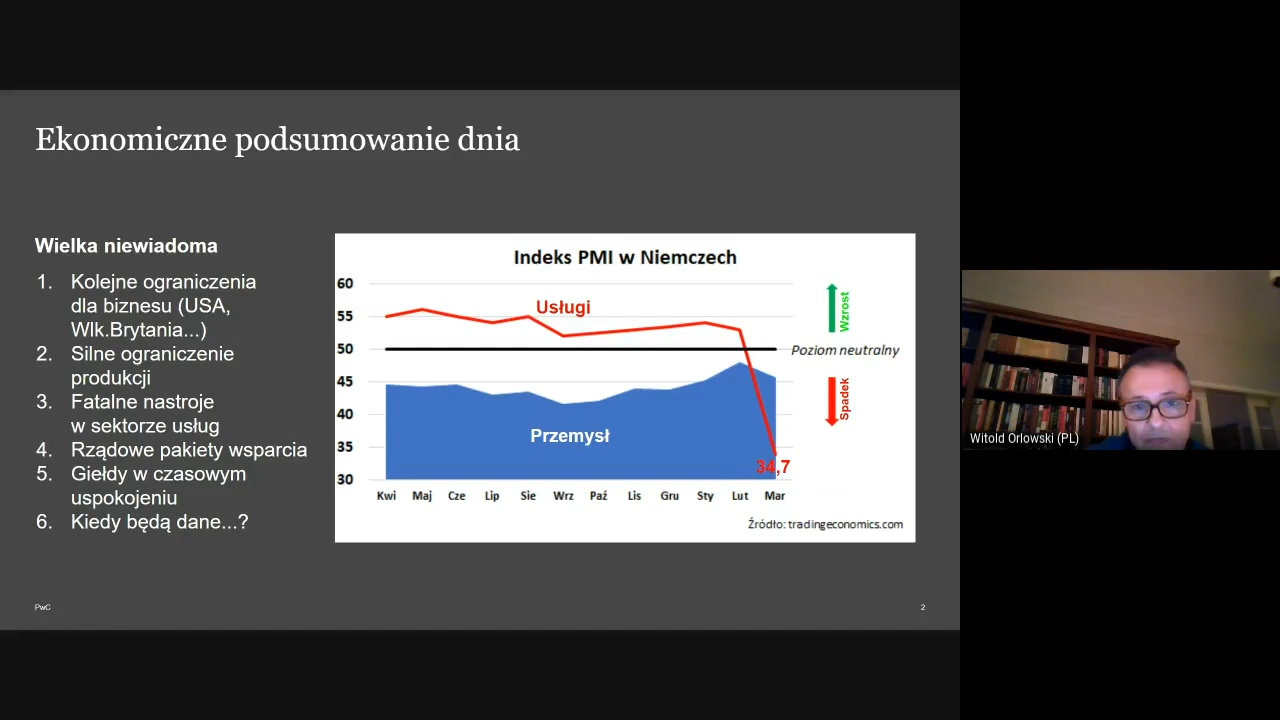 Ekonomiczne podsumowanie dnia
Wielka niewiadoma
1. Kolejne ograniczenia
dla biznesu (USA,
Wlk.Brytania...)
2. Silne ograniczenie
produkcji
3. Fatalne nastroje
w sektorze usług
4. Rządowe pakiety wsparcia
5. Giełdy w czasowym
uspokojeniu
6. Kiedy będą dane...?
Indeks PMI w Niemczech
60
55
50
45
40
35
30
Usługi
Przemysł
34,7
Wzrost
Poziom neutralny
Spadek
Kwi Maj Cze Lip Sie Wrz Paź Lis Gru Sty Lut Mar
Źródło: tradingeconomics.com
PwC
2
Witold Orlowski (PL)